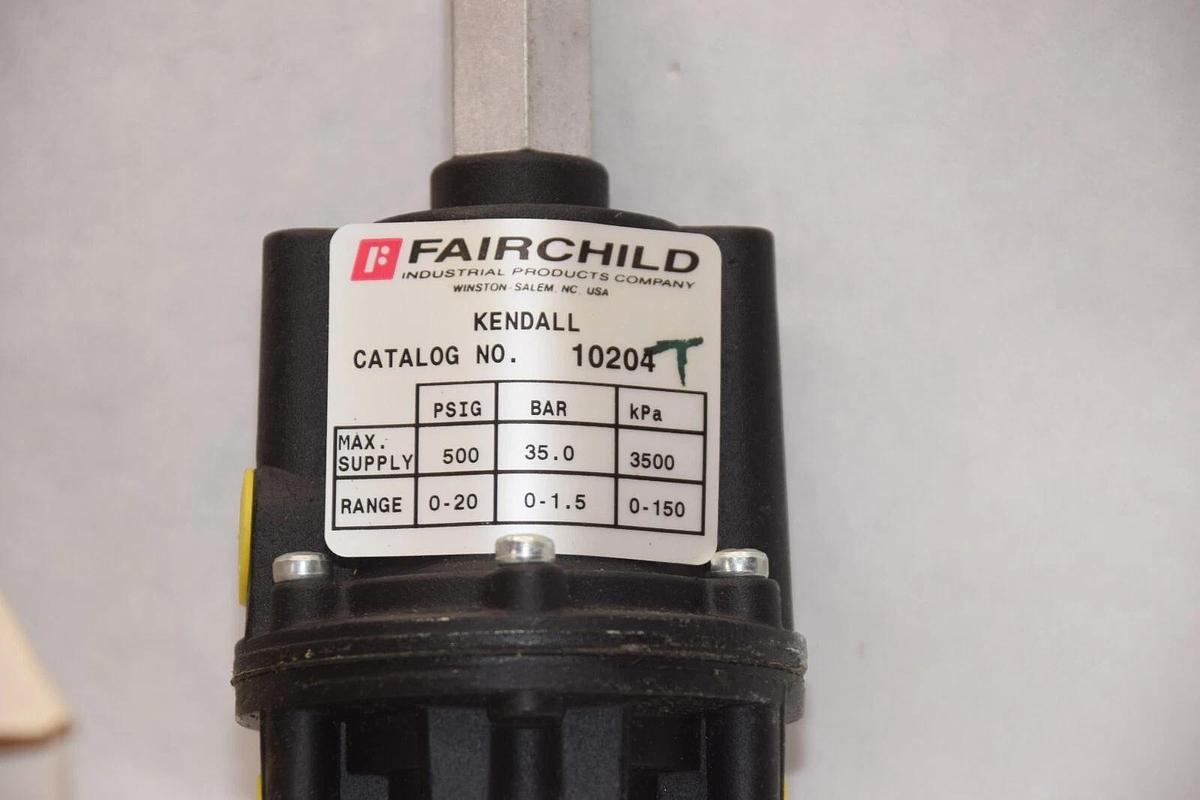 FAIRCHILD
INDUSTRIAL PRODUCTS COMPANY
WINSTON-SALEM, NC. USA
KENDALL
CATALOG NO. 10204 T
PSIG BAR kPa
MAX. SUPPLY 500 35.0 3500
RANGE 0-20 0-1.5 0-150